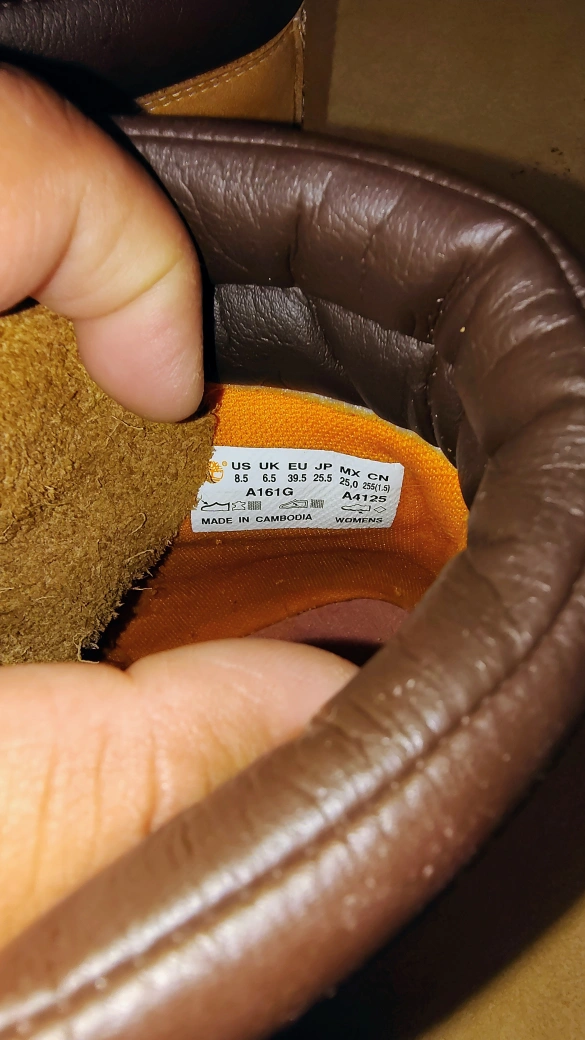 US UK EU JP MX CN
8.5 6.5 39.5 25.5 25,0 255(1.5)
A161G A4125
MADE IN CAMBODIA WOMENS